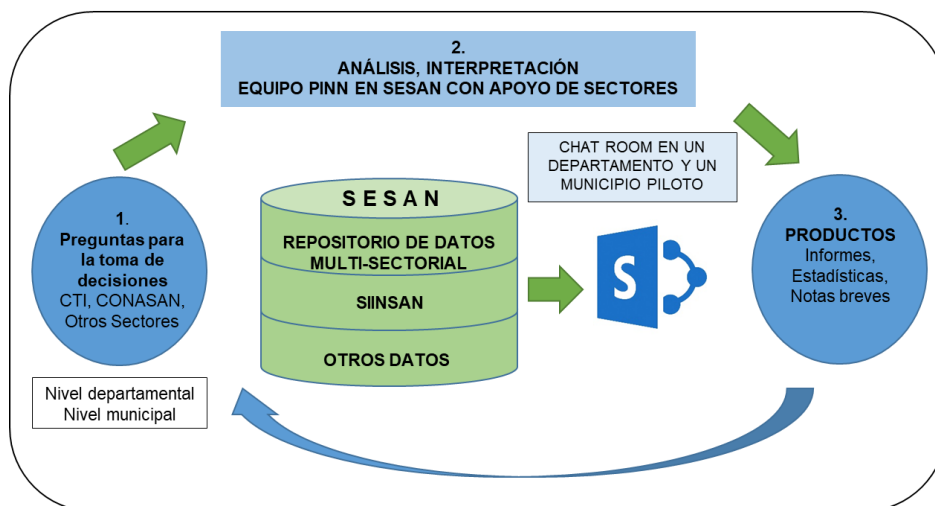 2.
ANÁLISIS, INTERPRETACIÓN
EQUIPO PINN EN SESAN CON APOYO DE SECTORES
CHAT ROOM EN UN
DEPARTAMENTO Y UN
MUNICIPIO PILOTO
1.
Preguntas para
la toma de
decisiones
CTI, CONASAN,
Otros Sectores
S E S A N
REPOSITORIO DE DATOS
MULTI-SECTORIAL
SIINSAN
OTROS DATOS
S
3.
PRODUCTOS
Informes,
Estadísticas,
Notas breves
Nivel departamental
Nivel municipal